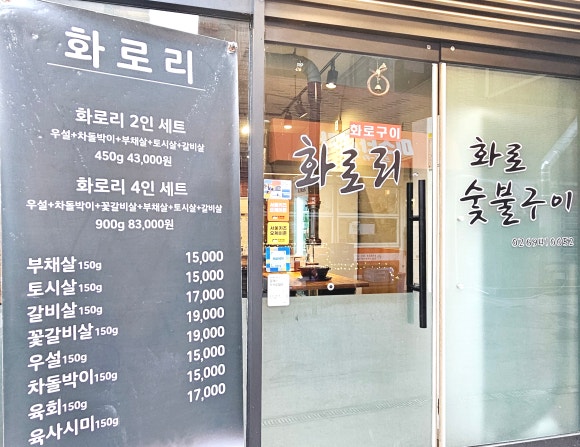 화로리
화로리 2인 세트
우설+차돌박이+부채살+토시살+갈비살
450g 43,000원
화로리 4인 세트
우설+차돌박이+꽃갈비살+부채살+토시살+갈비살
900g 83,000원
부채살150g 15,000
토시살150g 15,000
갈비살150g 17,000
꽃갈비살150g 19,000
우설150g 19,000
차돌박이150g 15,000
육회150g 15,000
육사시미150g 17,000
화로구이
화로리
화로
숯불구이
02 6941 0052